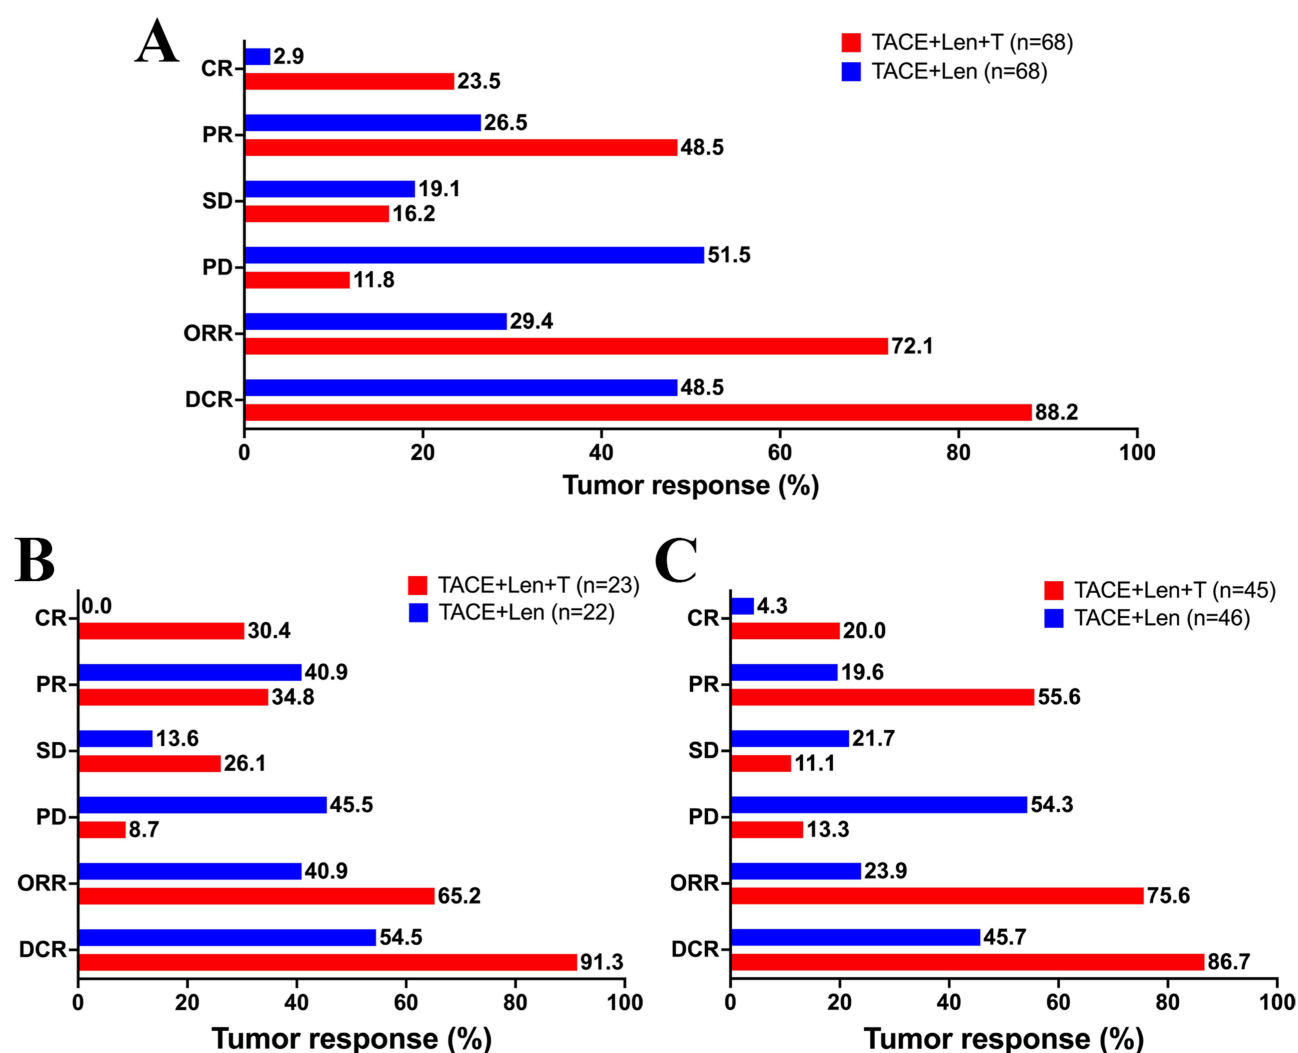 A
TACE+Len+T (n=68)
TACE+Len (n=68)
CR
2.9
23.5
PR
26.5
48.5
SD
19.1
16.2
PD
51.5
11.8
ORR
29.4
72.1
DCR
48.5
88.2
0 20 40 60 80 100
Tumor response (%)
B
TACE+Len+T (n=23)
TACE+Len (n=22)
CR
0.0
30.4
PR
40.9
34.8
SD
13.6
26.1
PD
45.5
8.7
ORR
40.9
65.2
DCR
54.5
91.3
0 20 40 60 80 100
Tumor response (%)
C
TACE+Len+T (n=45)
TACE+Len (n=46)
CR
4.3
20.0
PR
19.6
55.6
SD
21.7
11.1
PD
54.3
13.3
ORR
23.9
75.6
DCR
45.7
86.7
0 20 40 60 80 100
Tumor response (%)